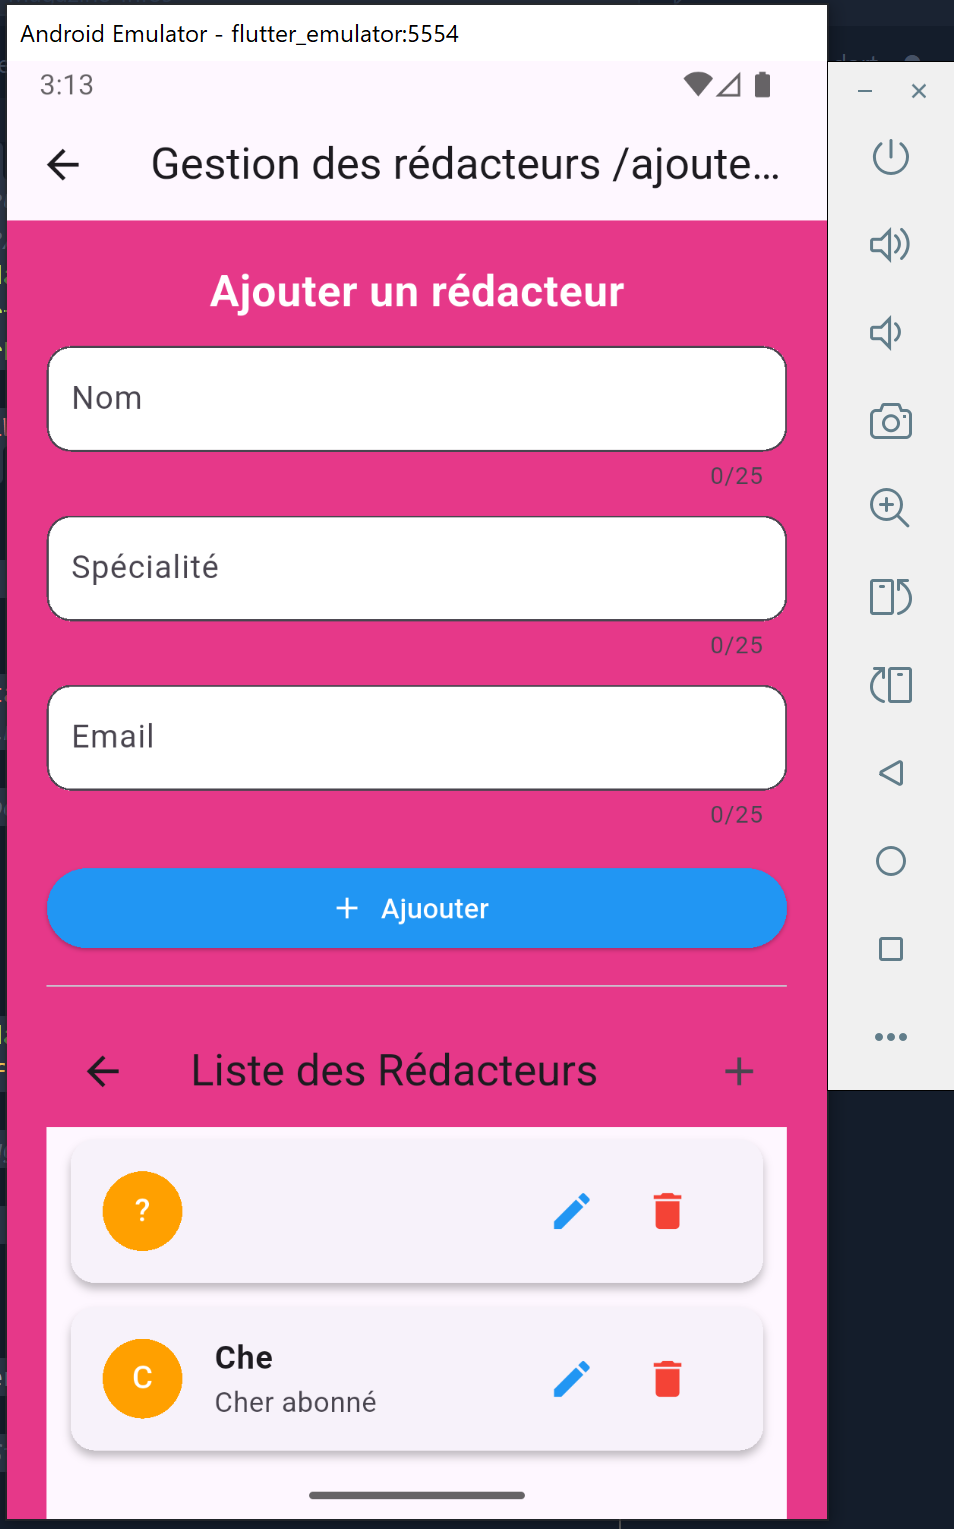 Android Emulator - flutter_emulator:5554
3:13
Gestion des rédacteurs /ajoute...
Ajouter un rédacteur
Nom
0/25
Spécialité
0/25
Email
0/25
+ Ajuouter
Liste des Rédacteurs +
?
C
Che
Cher abonné